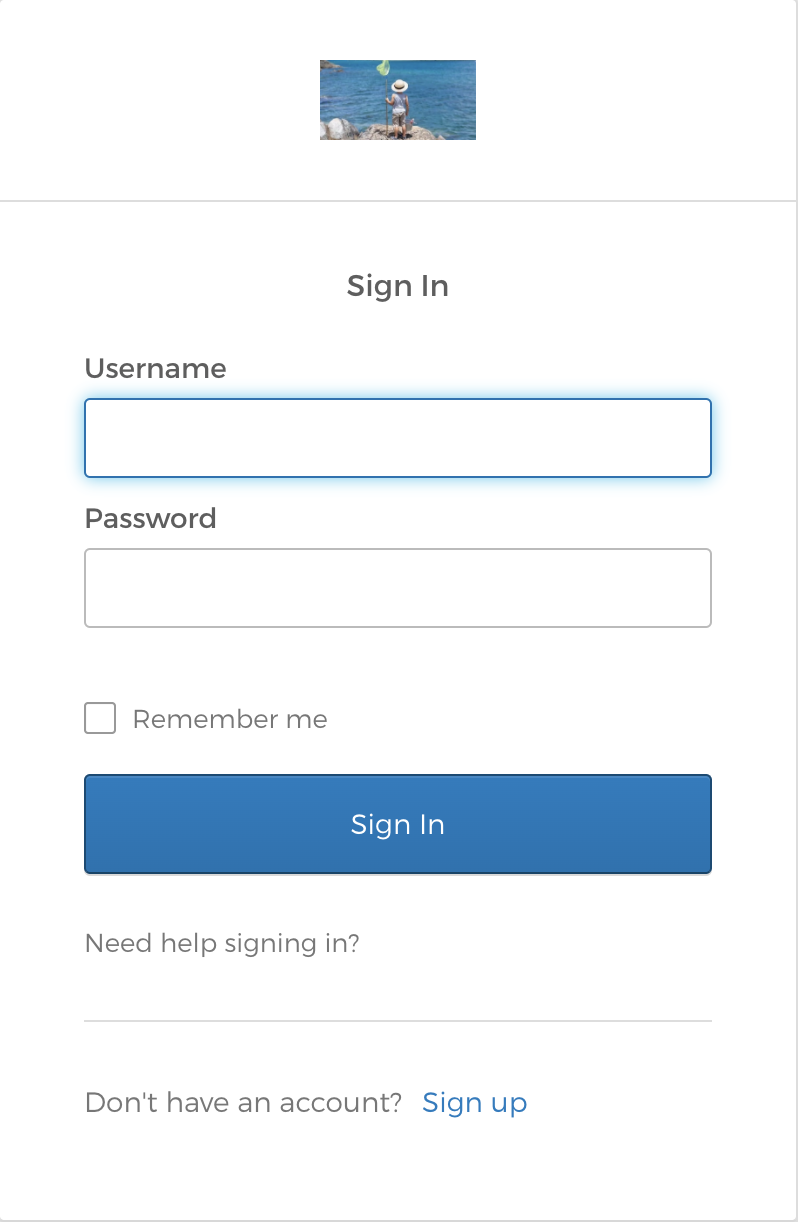 Sign In
Username
Password
Remember me
Sign In
Need help signing in?
Don't have an account? Sign up